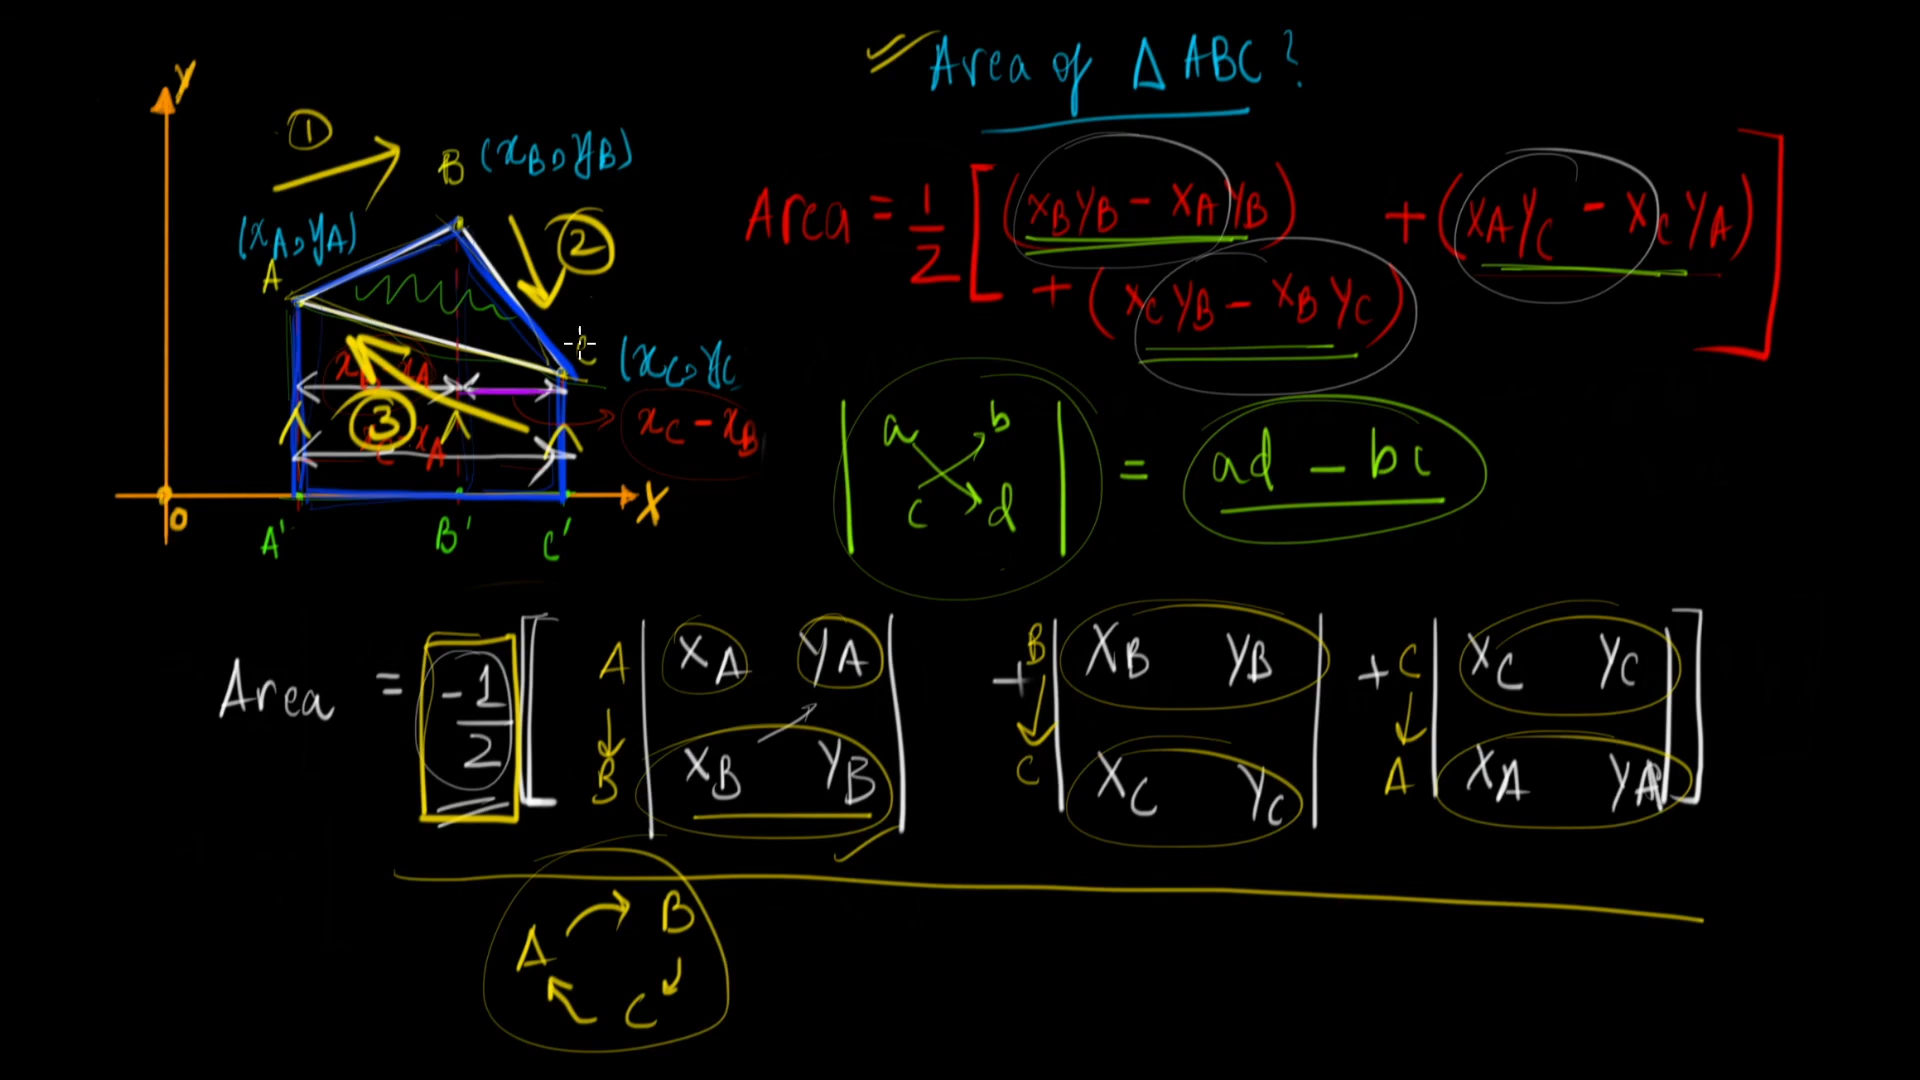 Area of Δ ABC?
Y
①
B (xB, yB)
(xA, yA)
A
②
C (xC, yC
③
xC - xB
xA
O
X
A' B' C'
Area = 1/2 [(xByB - xAyB) + (xAyC - xCyA)
+ (xCyB - xByC)]
a b
c d
= ad - bc
Area = -1/2 [ A | xA yA | + B | xB yB | + C | xC yC | ]
B | xB yB | C | xC yC | A | xA yA |
A B
C